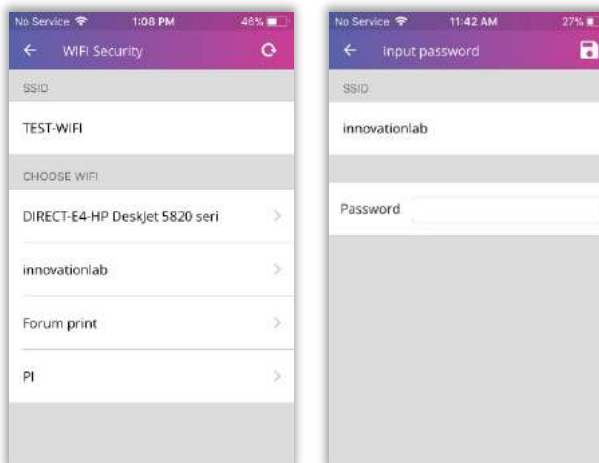 No Service 1:08 PM 46%
WIFI Security
SSID
TEST-WIFI
CHOOSE WIFI
DIRECT-E4-HP DeskJet 5820 seri
innovationlab
Forum print
PI
No Service 11:42 AM 27%
Input password
SSID
innovationlab
Password